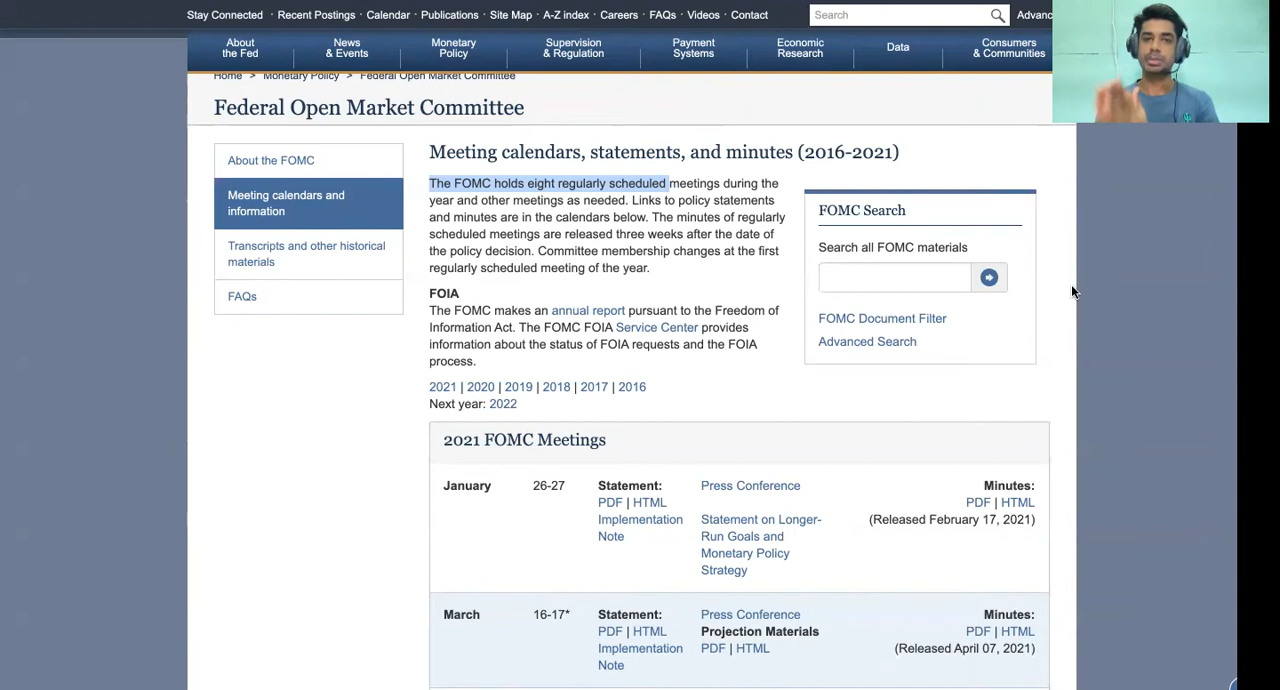 Stay Connected · Recent Postings · Calendar · Publications · Site Map · A-Z index · Careers · FAQs · Videos · Contact
Search
Advanc
About the Fed
News & Events
Monetary Policy
Supervision & Regulation
Payment Systems
Economic Research
Data
Consumers & Communities
Home > Monetary Policy > Federal Open Market Committee
Federal Open Market Committee
About the FOMC
Meeting calendars and
information
Transcripts and other historical
materials
FAQs
Meeting calendars, statements, and minutes (2016-2021)
The FOMC holds eight regularly scheduled meetings during the
year and other meetings as needed. Links to policy statements
and minutes are in the calendars below. The minutes of regularly
scheduled meetings are released three weeks after the date of
the policy decision. Committee membership changes at the first
regularly scheduled meeting of the year.
FOIA
The FOMC makes an annual report pursuant to the Freedom of
Information Act. The FOMC FOIA Service Center provides
information about the status of FOIA requests and the FOIA
process.
2021 | 2020 | 2019 | 2018 | 2017 | 2016
Next year: 2022
FOMC Search
Search all FOMC materials
FOMC Document Filter
Advanced Search
2021 FOMC Meetings
January 26-27 Statement: Press Conference Minutes:
PDF | HTML PDF | HTML
Implementation Statement on Longer- (Released February 17, 2021)
Note Run Goals and
Monetary Policy
Strategy
March 16-17* Statement: Press Conference Minutes:
PDF | HTML Projection Materials PDF | HTML
Implementation PDF | HTML (Released April 07, 2021)
Note